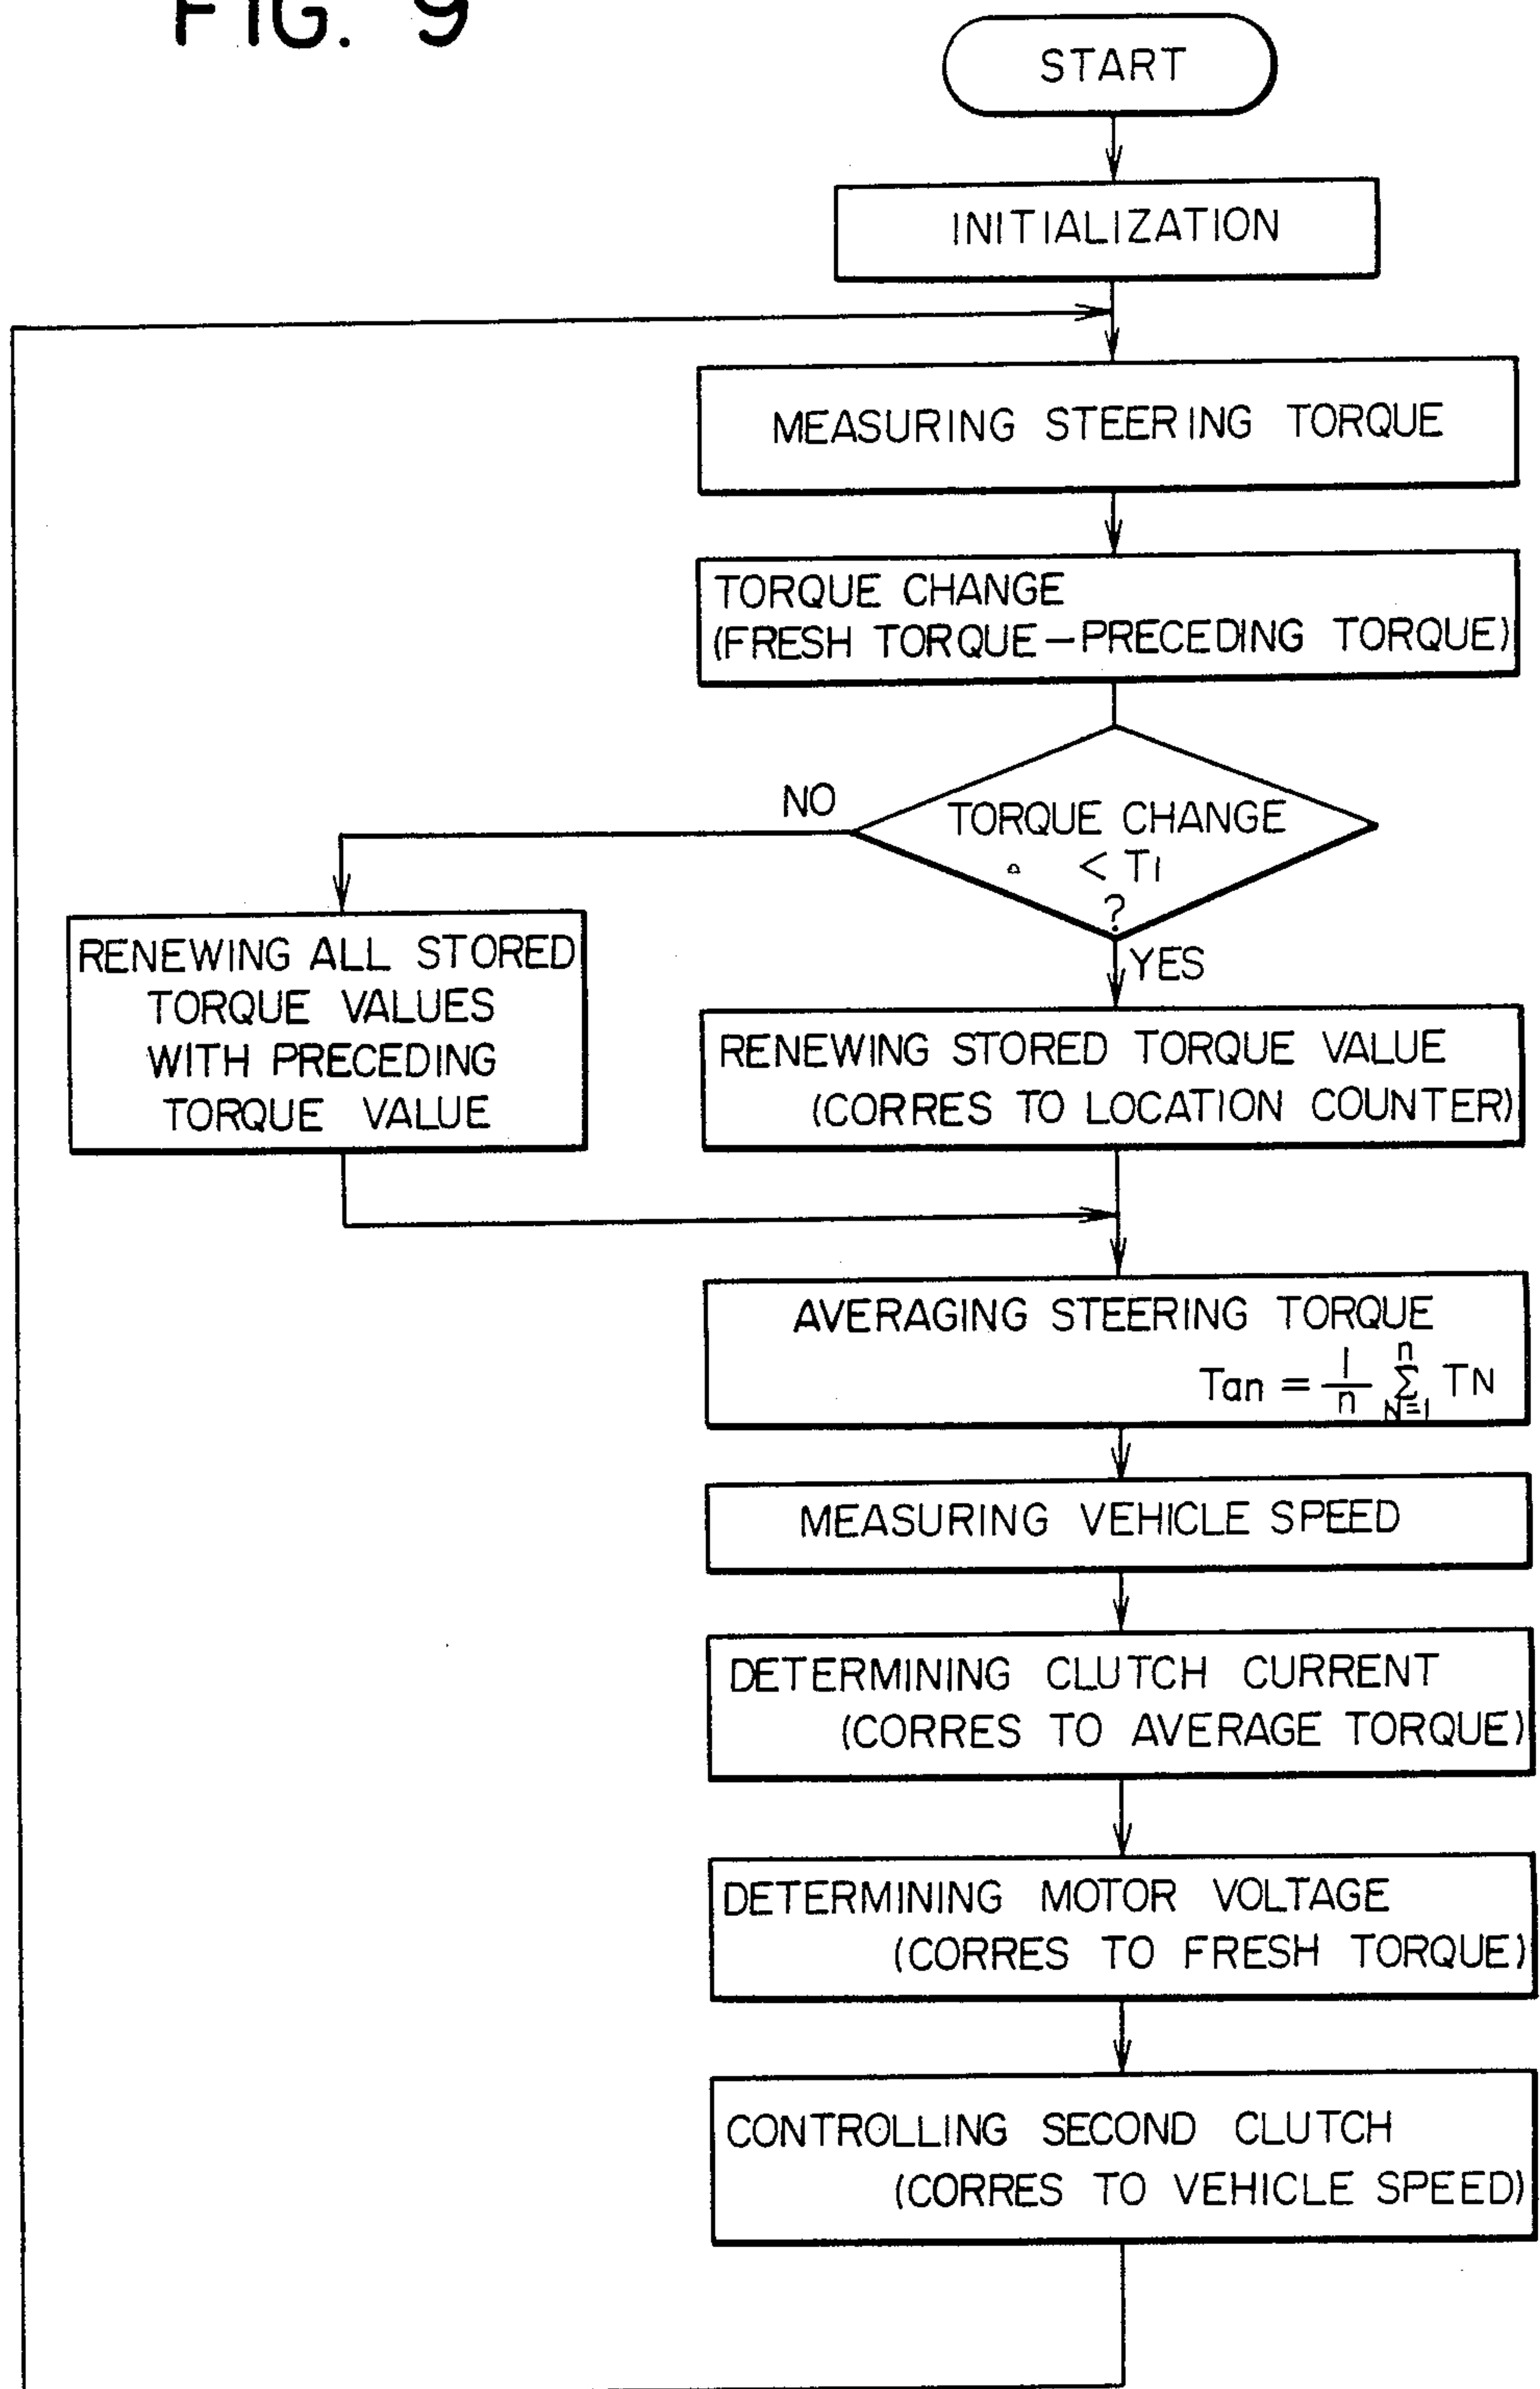 FIG. 9
START
INITIALIZATION
MEASURING STEERING TORQUE
TORQUE CHANGE
(FRESH TORQUE—PRECEDING TORQUE)
TORQUE CHANGE
< T1
?
NO
YES
RENEWING ALL STORED
TORQUE VALUES
WITH PRECEDING
TORQUE VALUE
RENEWING STORED TORQUE VALUE
(CORRES TO LOCATION COUNTER)
AVERAGING STEERING TORQUE
Tan = 1/n Σ n N=1 TN
MEASURING VEHICLE SPEED
DETERMINING CLUTCH CURRENT
(CORRES TO AVERAGE TORQUE)
DETERMINING MOTOR VOLTAGE
(CORRES TO FRESH TORQUE)
CONTROLLING SECOND CLUTCH
(CORRES TO VEHICLE SPEED)